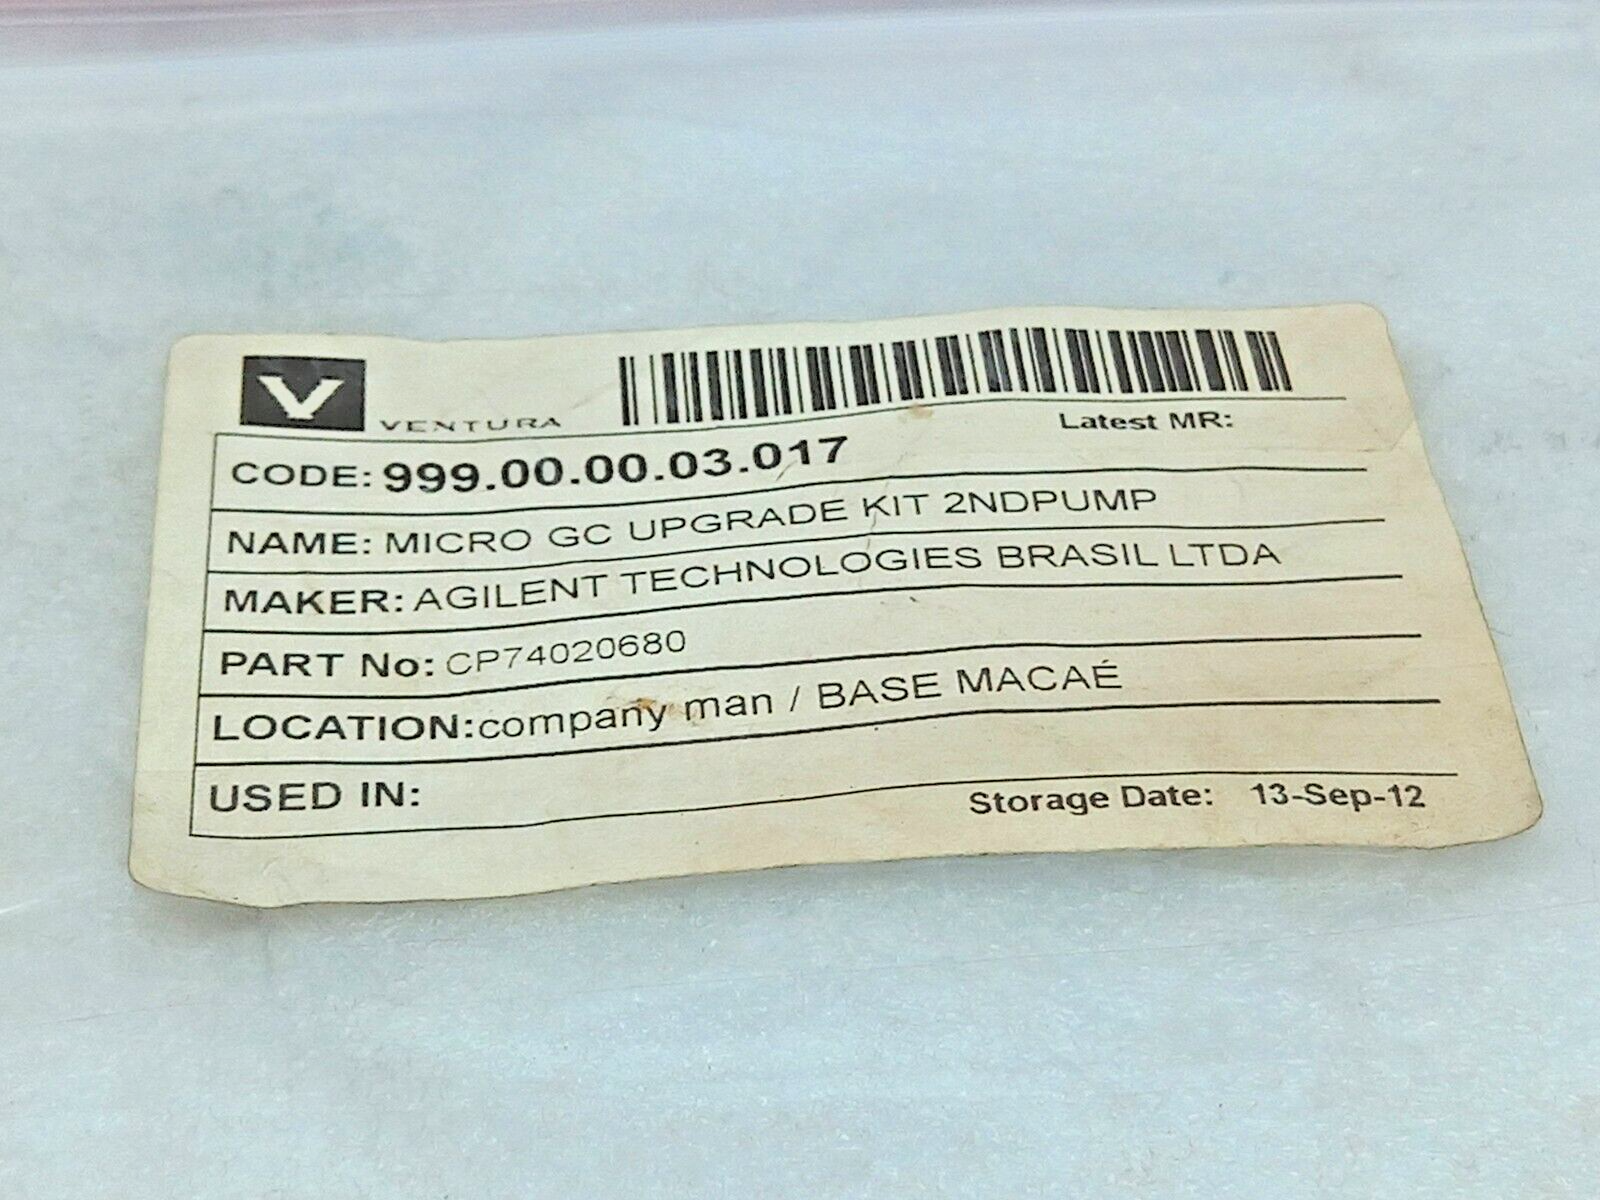 V VENTURA
Latest MR:
CODE: 999.00.00.03.017
NAME: MICRO GC UPGRADE KIT 2NDPUMP
MAKER: AGILENT TECHNOLOGIES BRASIL LTDA
PART No: CP74020680
LOCATION: company man / BASE MACAÉ
USED IN:
Storage Date: 13-Sep-12